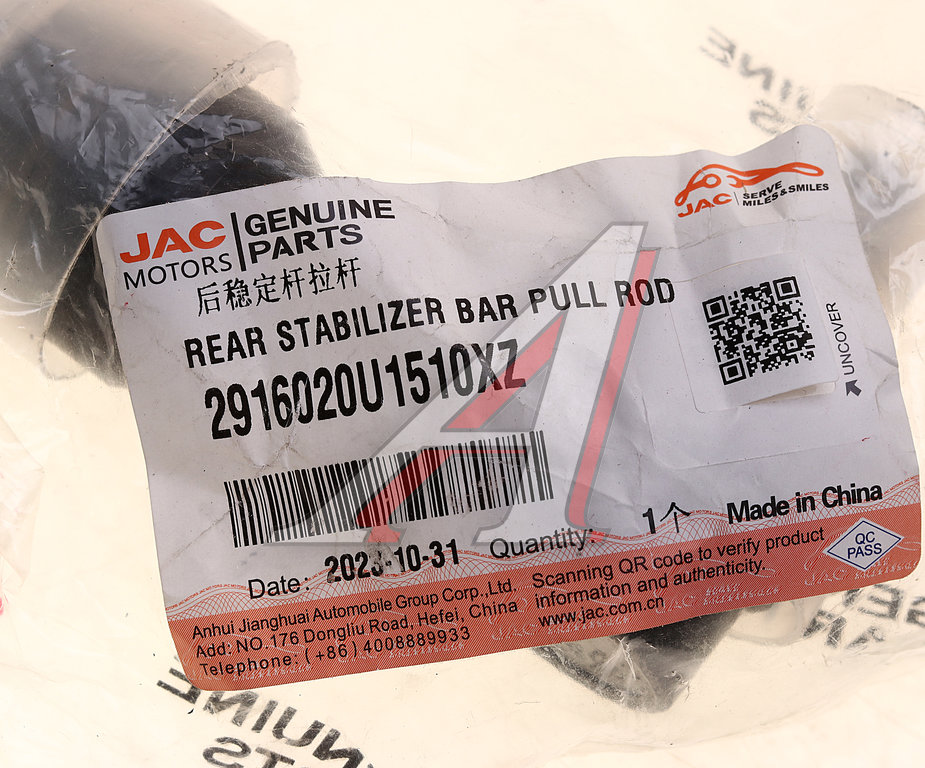 JAC
MOTORS
GENUINE
PARTS
JAC
SERVE
MILES & SMILES
后稳定杆拉杆
REAR STABILIZER BAR PULL ROD
2916020U1510XZ
UNCOVER
Date: 2023-10-31
Quantity: 1个
Made in China
QC
PASS
Anhui Jianghuai Automobile Group Corp.,Ltd.
Add: NO.176 Dongliu Road, Hefei, China
Telephone: (+86) 4008889933
Scanning QR code to verify product
information and authenticity.
www.jac.com.cn
GENUINE